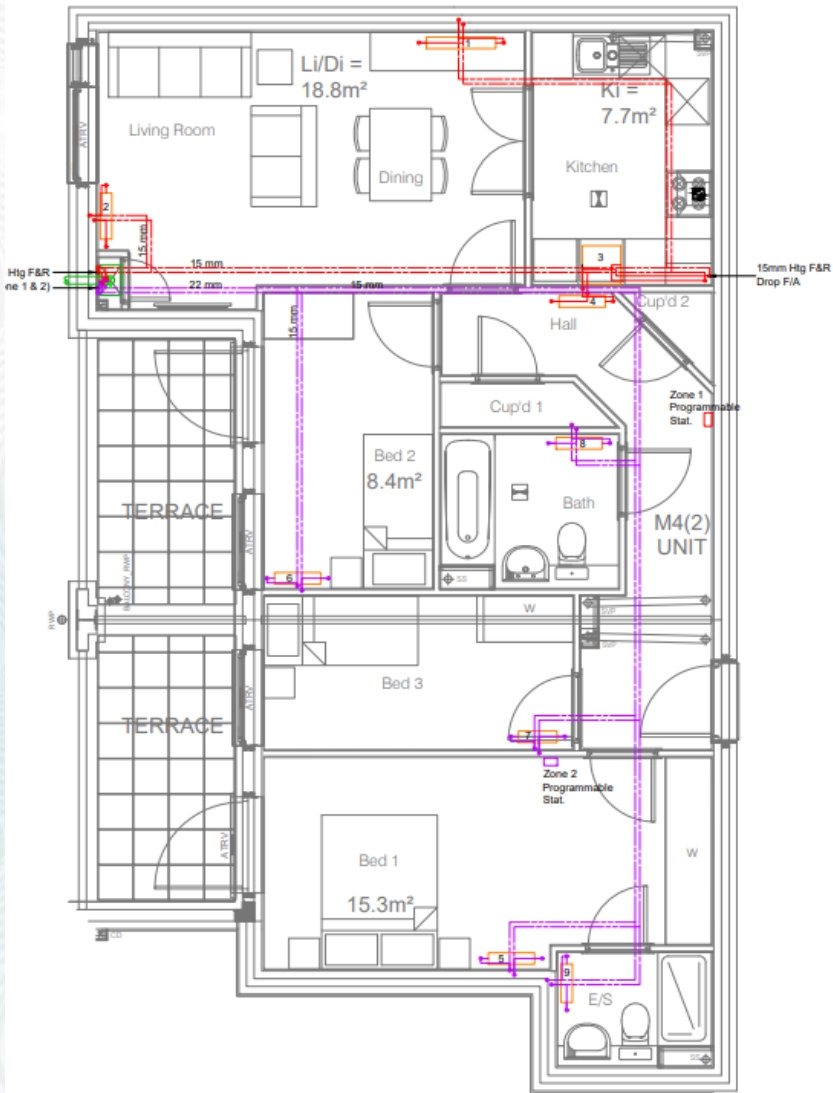 1
Li/Di =
18.8m²
Ki =
7.7m²
Living Room
ATRV
Dining
Kitchen
2
15 mm
3
Htg F&R
ne 1 & 2)
15 mm
15mm Htg F&R
Drop F/A
22 mm
15 mm
4
Cup'd 2
Hall
15 mm
Zone 1
Programmable
Stat.
Cup'd 1
8
Bed 2
8.4m²
Bath
M4(2)
UNIT
TERRACE
ATRV
BALCONY_RWP
6
SS
RWP
W
SVP
SVP
Bed 3
ATRV
TERRACE
7
Zone 2
Programmable
Stat.
ATRV
Bed 1
W
15.3m²
CD
5
9
E/S
SS